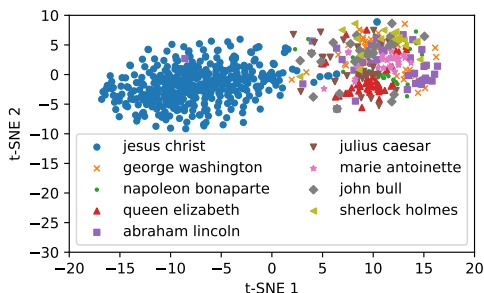 10
5
0
−5
−10
−15
−20
−25
−30
t-SNE 2
jesus christ
george washington
napoleon bonaparte
queen elizabeth
abraham lincoln
julius caesar
marie antoinette
john bull
sherlock holmes
−20 −15 −10 −5 0 5 10 15 20
t-SNE 1